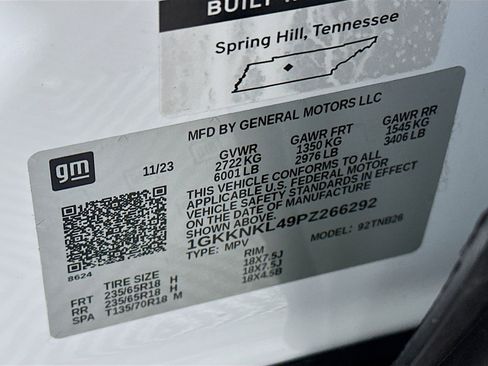 BUILT
Spring Hill, Tennessee
MFD BY GENERAL MOTORS LLC
gm
11/23
GVWR
2722 KG
6001 LB
GAWR FRT
1350 KG
2976 LB
GAWR RR
1545 KG
3406 LB
THIS VEHICLE CONFORMS TO ALL
APPLICABLE U.S. FEDERAL MOTOR
VEHICLE SAFETY STANDARDS IN EFFECT
ON THE DATE OF MANUFACTURE
SHOWN ABOVE.
1GKKNKL49PZ266292
TYPE: MPV
MODEL: 92TNB26
8624
TIRE SIZE
RIM
FRT 235/65R18 H 18X7.5J
RR 235/65R18 H 18X7.5J
SPA T135/70R18 M 18X4.5B